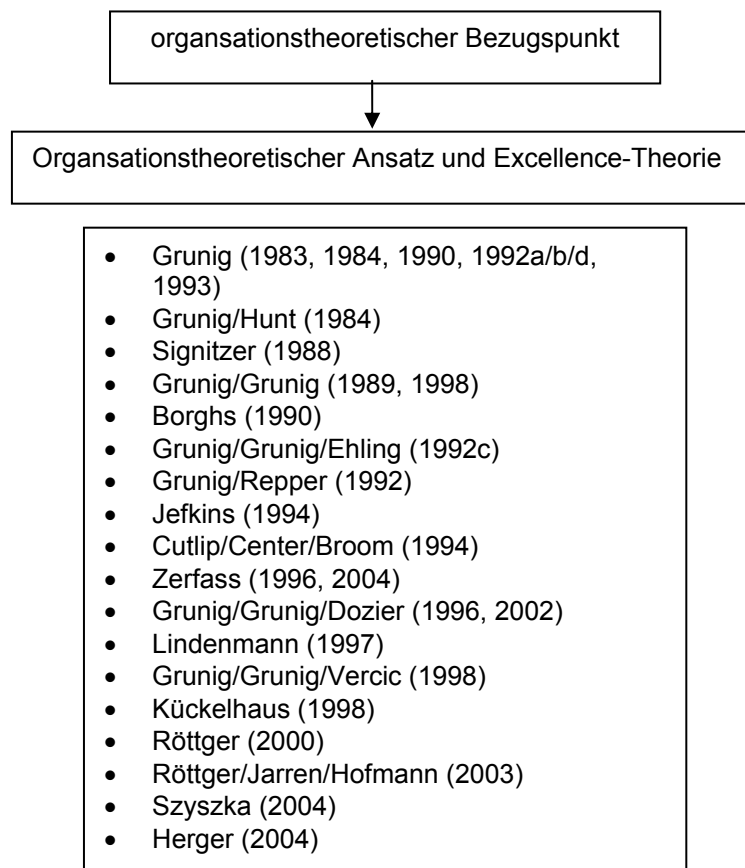 organsationstheoretischer Bezugspunkt
Organsationstheoretischer Ansatz und Excellence-Theorie
• Grunig (1983, 1984, 1990, 1992a/b/d,
1993)
• Grunig/Hunt (1984)
• Signitzer (1988)
• Grunig/Grunig (1989, 1998)
• Borghs (1990)
• Grunig/Grunig/Ehling (1992c)
• Grunig/Repper (1992)
• Jefkins (1994)
• Cutlip/Center/Broom (1994)
• Zerfass (1996, 2004)
• Grunig/Grunig/Dozier (1996, 2002)
• Lindenmann (1997)
• Grunig/Grunig/Vercic (1998)
• Kückelhaus (1998)
• Röttger (2000)
• Röttger/Jarren/Hofmann (2003)
• Szyszka (2004)
• Herger (2004)